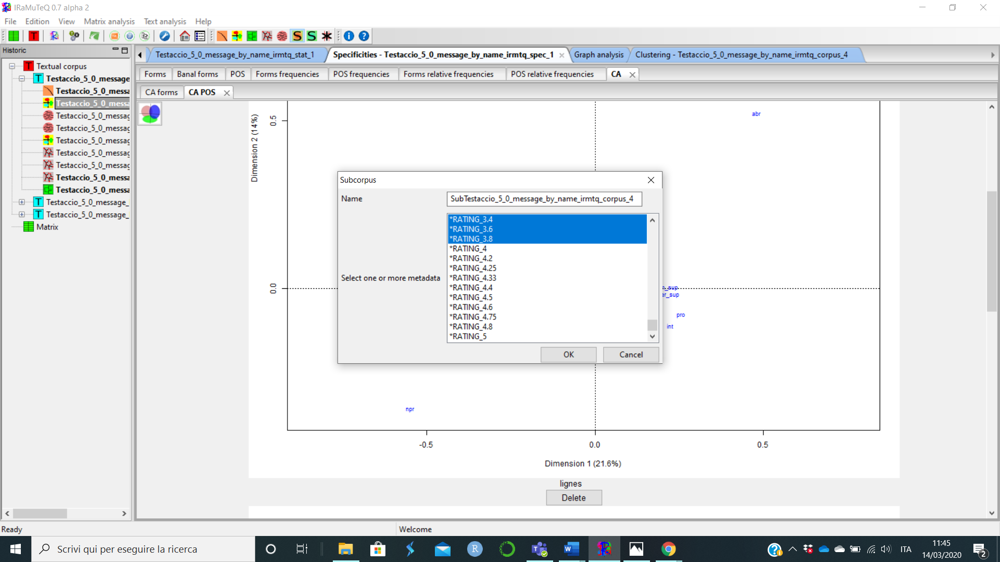 IRaMuTeQ 0.7 alpha 2
File Edition View Matrix analysis Text analysis Help
Historic
Textual corpus
Testaccio_5_0_message
Testaccio_5_0_messa
Testaccio_5_0_messa
Testaccio_5_0_messag
Testaccio_5_0_messag
Testaccio_5_0_messag
Testaccio_5_0_messag
Testaccio_5_0_messag
Testaccio_5_0_messa
Testaccio_5_0_messa
Testaccio_5_0_message_
Testaccio_5_0_message_
Matrix
Testaccio_5_0_message_by_name_irmtq_stat_1
Specificities - Testaccio_5_0_message_by_name_irmtq_spec_1
Graph analysis
Clustering - Testaccio_5_0_message_by_name_irmtq_corpus_4
Forms
Banal forms
POS
Forms frequencies
POS frequencies
Forms relative frequencies
POS relative frequencies
CA
CA forms
CA POS
Dimension 2 (14%)
0.5
0.0
abr
_sup
er_sup
pro
int
npr
-0.5
0.0
0.5
Dimension 1 (21.6%)
lignes
Delete
Subcorpus
Name
SubTestaccio_5_0_message_by_name_irmtq_corpus_4
Select one or more metadata
*RATING_3.4
*RATING_3.6
*RATING_3.8
*RATING_4
*RATING_4.2
*RATING_4.25
*RATING_4.33
*RATING_4.4
*RATING_4.5
*RATING_4.6
*RATING_4.75
*RATING_4.8
*RATING_5
OK
Cancel
Ready
Welcome
Scrivi qui per eseguire la ricerca
ITA
11:45
14/03/2020
2